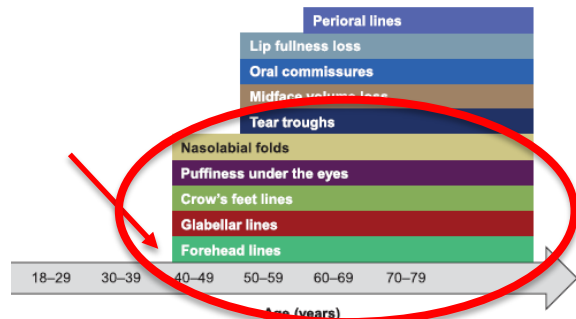 Perioral lines
Lip fullness loss
Oral commissures
Midface volume loss
Tear troughs
Nasolabial folds
Puffiness under the eyes
Crow's feet lines
Glabellar lines
Forehead lines
18–29 30–39 40–49 50–59 60–69 70–79
Age (years)